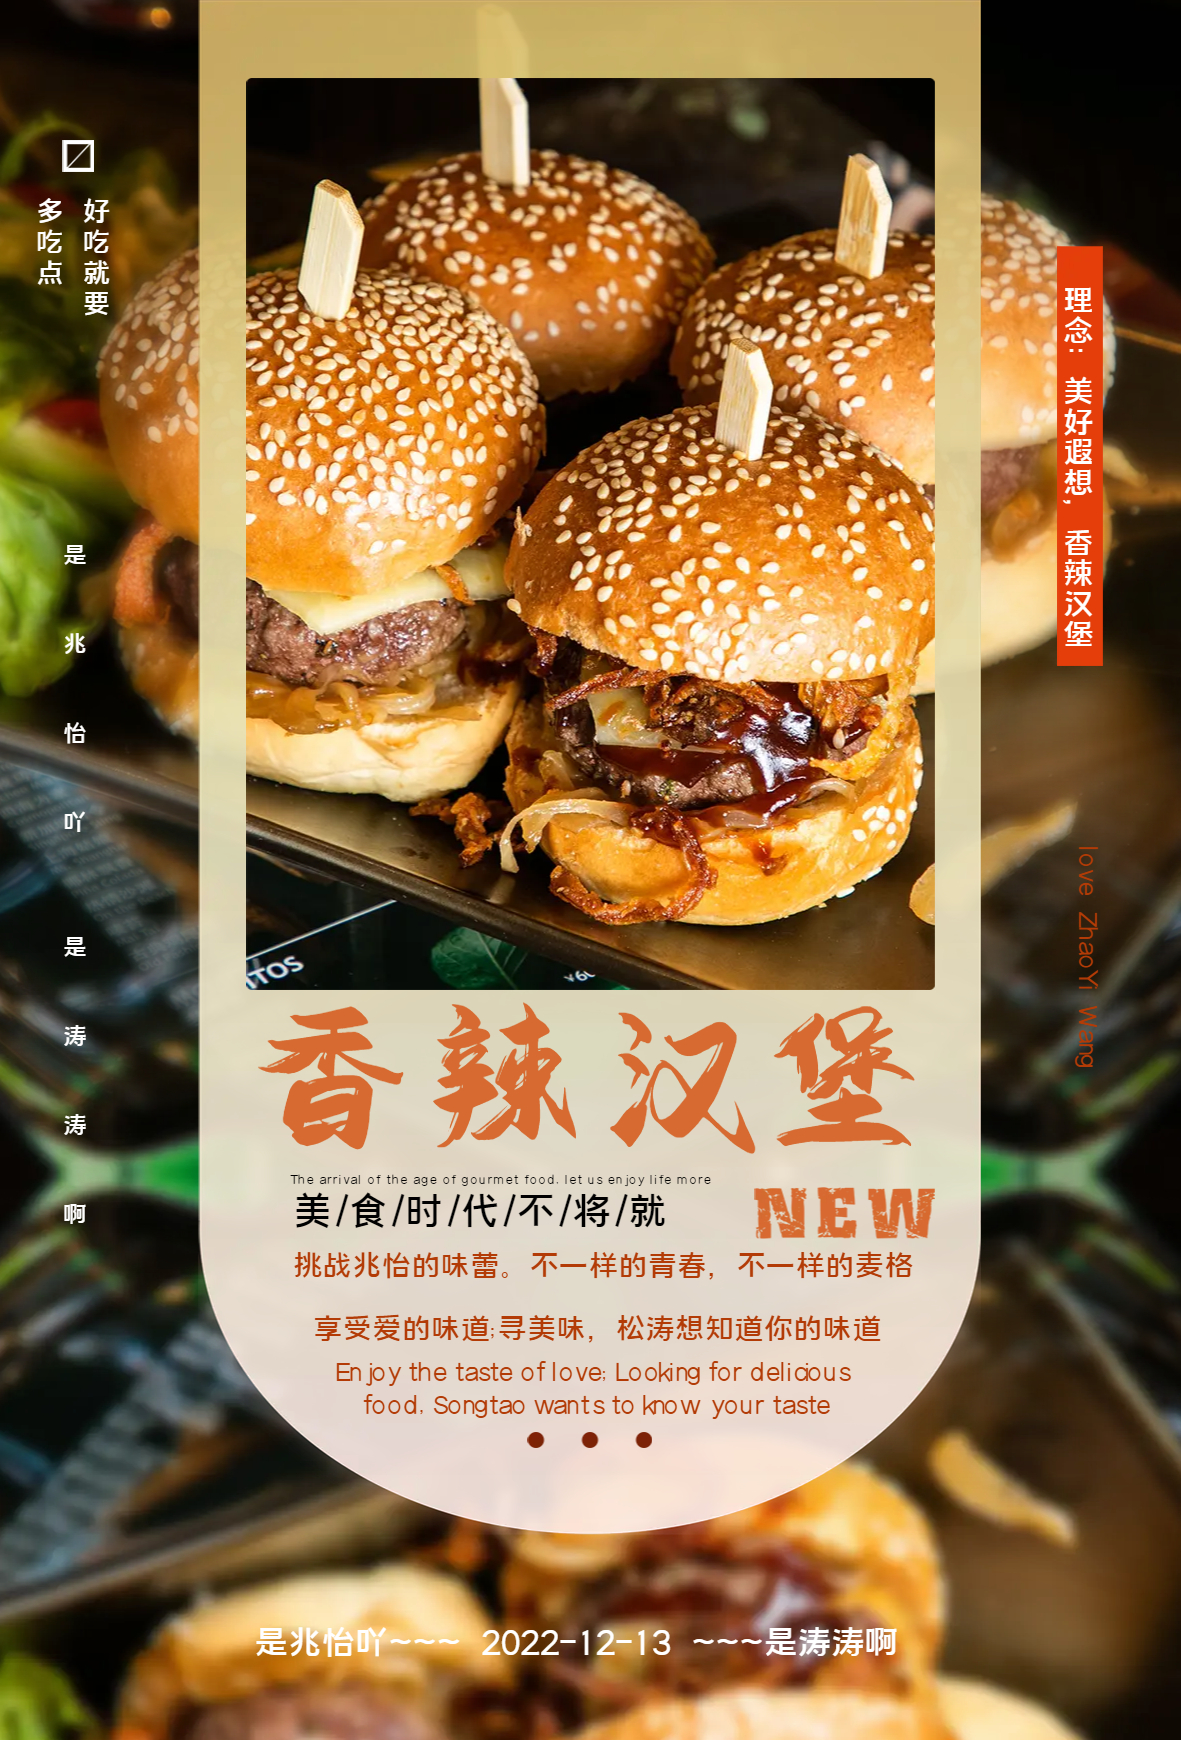 好吃就要
多吃点
理念：美好遐想，香辣汉堡
是兆怡吖 是涛涛啊
love ZhaoYi Wang
TOS
香辣汉堡
The arrival of the age of gourmet food. let us enjoy life more
美/食/时/代/不/将/就
NEW
挑战兆怡的味蕾。不一样的青春，不一样的麦格
享受爱的味道;寻美味，松涛想知道你的味道
Enjoy the taste of love; Looking for delicious
food, Songtao wants to know your taste
是兆怡吖~~~ 2022-12-13 ~~~是涛涛啊